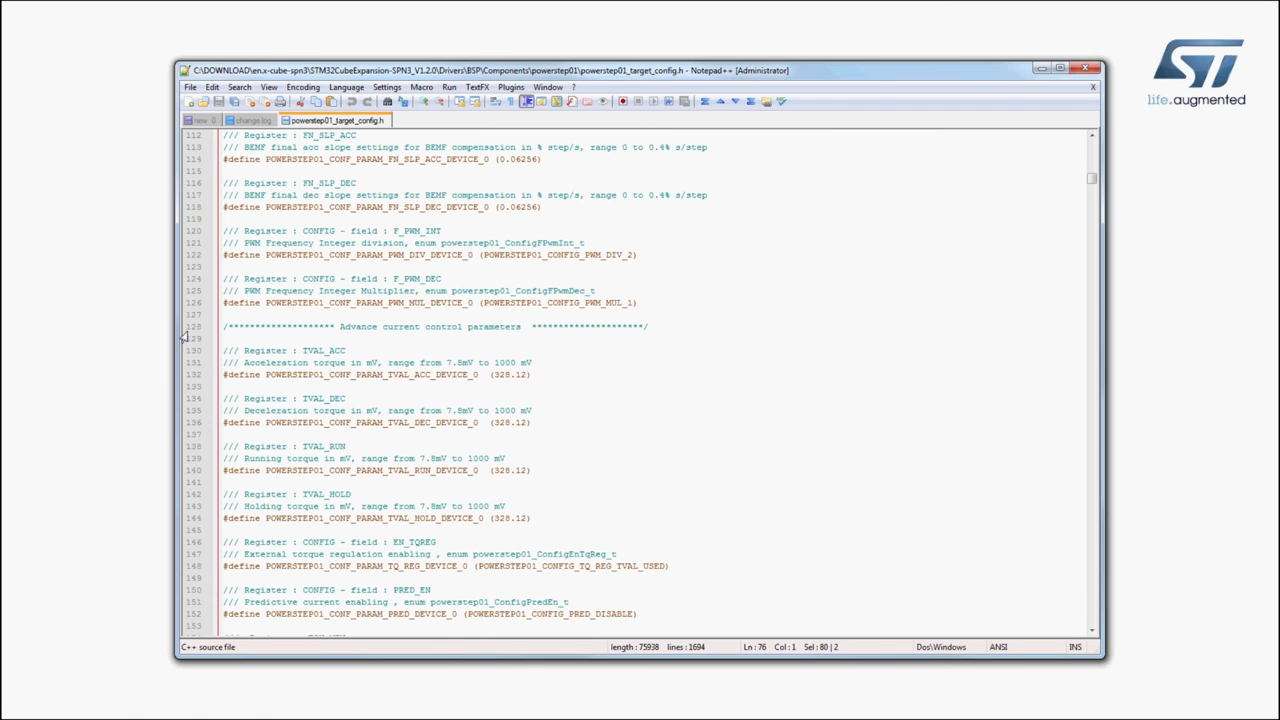 ST
life.augmented
C:\DOWNLOAD\en.x-cube-spn3\STM32CubeExpansion-SPN3_V1.2.0\Drivers\BSP\Components\powerstep01\powerstep01_target_config.h - Notepad++ [Administrator]
File Edit Search View Encoding Language Settings Macro Run TextFX Plugins Window ? X
new 0 change.log powerstep01_target_config.h
112 /// Register : FN_SLP_ACC
113 /// BEMF final acc slope settings for BEMF compensation in % step/s, range 0 to 0.4% s/step
114 #define POWERSTEP01_CONF_PARAM_FN_SLP_ACC_DEVICE_0 (0.06256)
115
116 /// Register : FN_SLP_DEC
117 /// BEMF final dec slope settings for BEMF compensation in % step/s, range 0 to 0.4% s/step
118 #define POWERSTEP01_CONF_PARAM_FN_SLP_DEC_DEVICE_0 (0.06256)
119
120 /// Register : CONFIG - field : F_PWM_INT
121 /// PWM Frequency Integer division, enum powerstep01_ConfigFPwmInt_t
122 #define POWERSTEP01_CONF_PARAM_PWM_DIV_DEVICE_0 (POWERSTEP01_CONFIG_PWM_DIV_2)
123
124 /// Register : CONFIG - field : F_PWM_DEC
125 /// PWM Frequency Integer Multiplier, enum powerstep01_ConfigFPwmDec_t
126 #define POWERSTEP01_CONF_PARAM_PWM_MUL_DEVICE_0 (POWERSTEP01_CONFIG_PWM_MUL_1)
127
128 /******************** Advance current control parameters *********************/
129
130 /// Register : TVAL_ACC
131 /// Acceleration torque in mV, range from 7.8mV to 1000 mV
132 #define POWERSTEP01_CONF_PARAM_TVAL_ACC_DEVICE_0 (328.12)
133
134 /// Register : TVAL_DEC
135 /// Deceleration torque in mV, range from 7.8mV to 1000 mV
136 #define POWERSTEP01_CONF_PARAM_TVAL_DEC_DEVICE_0 (328.12)
137
138 /// Register : TVAL_RUN
139 /// Running torque in mV, range from 7.8mV to 1000 mV
140 #define POWERSTEP01_CONF_PARAM_TVAL_RUN_DEVICE_0 (328.12)
141
142 /// Register : TVAL_HOLD
143 /// Holding torque in mV, range from 7.8mV to 1000 mV
144 #define POWERSTEP01_CONF_PARAM_TVAL_HOLD_DEVICE_0 (328.12)
145
146 /// Register : CONFIG - field : EN_TQREG
147 /// External torque regulation enabling , enum powerstep01_ConfigEnTqReg_t
148 #define POWERSTEP01_CONF_PARAM_TQ_REG_DEVICE_0 (POWERSTEP01_CONFIG_TQ_REG_TVAL_USED)
149
150 /// Register : CONFIG - field : PRED_EN
151 /// Predictive current enabling , enum powerstep01_ConfigPredEn_t
152 #define POWERSTEP01_CONF_PARAM_PRED_DEVICE_0 (POWERSTEP01_CONFIG_PRED_DISABLE)
153
C++ source file length : 75938 lines : 1694 Ln : 76 Col : 1 Sel : 80 | 2 Dos\Windows ANSI INS